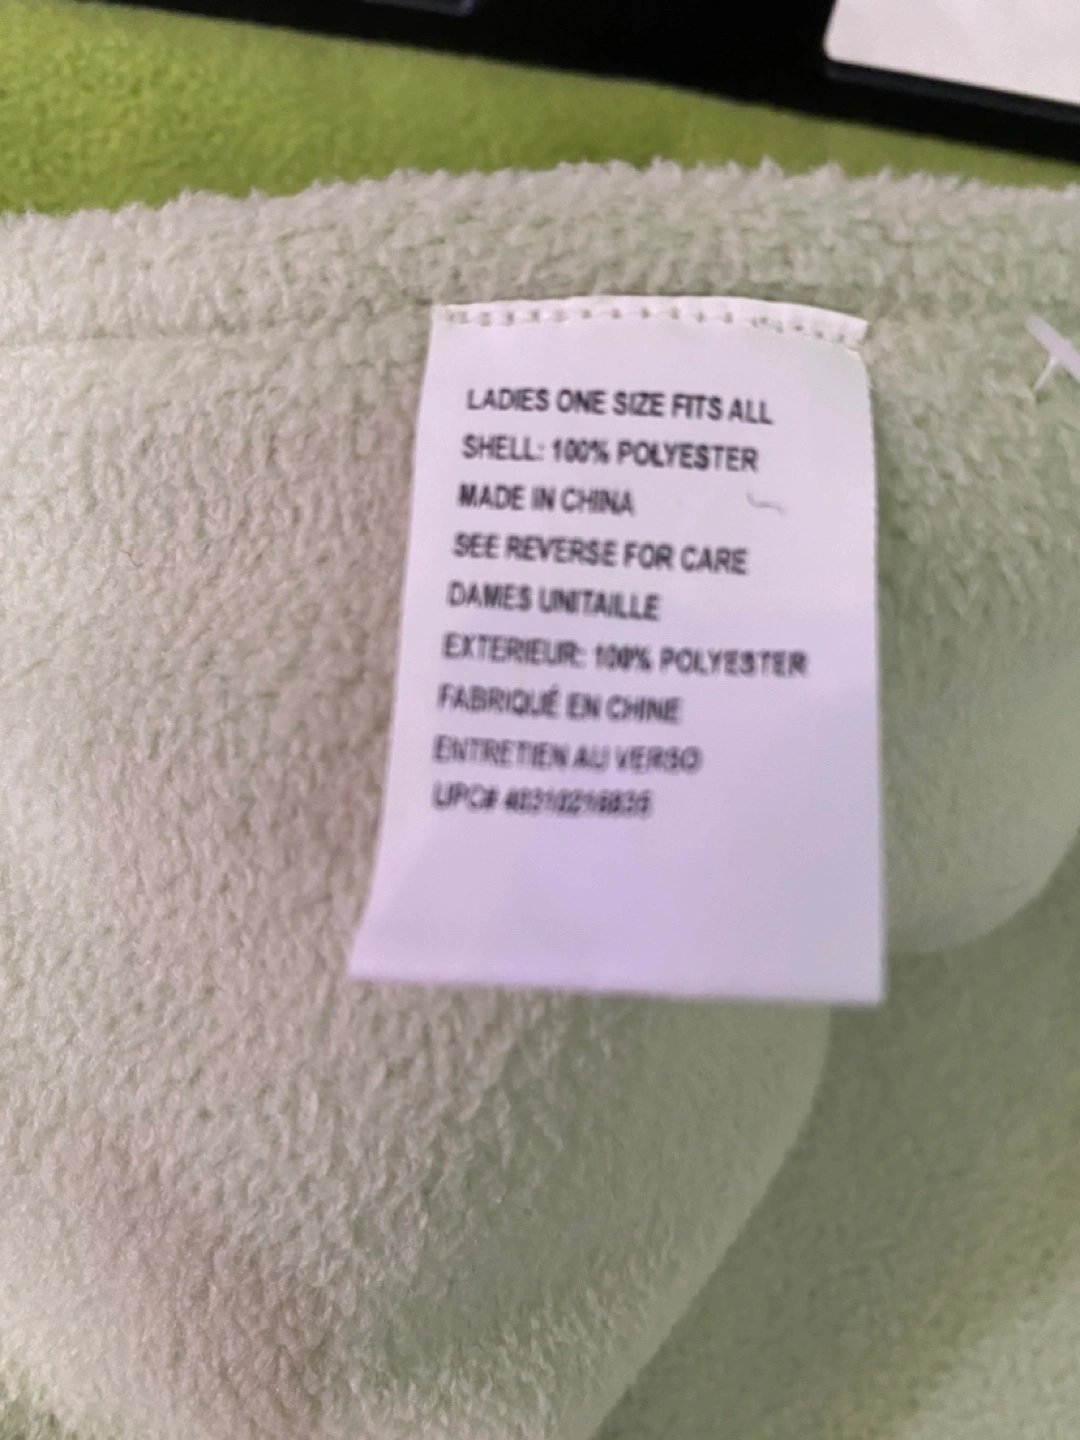 LADIES ONE SIZE FITS ALL
SHELL: 100% POLYESTER
MADE IN CHINA
SEE REVERSE FOR CARE
DAMES UNITAILLE
EXTERIEUR: 100% POLYESTER
FABRIQUÉ EN CHINE
ENTRETIEN AU VERSO
UPC#